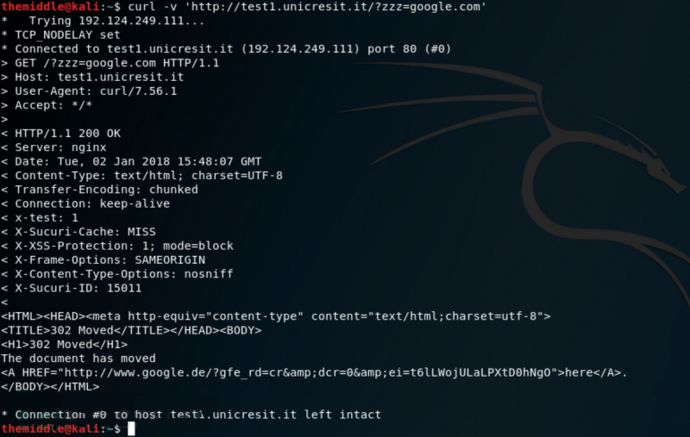 themiddle@kali:~$ curl -v 'http://test1.unicresit.it/?zzz=google.com'
*   Trying 192.124.249.111...
* TCP_NODELAY set
* Connected to test1.unicresit.it (192.124.249.111) port 80 (#0)
> GET /?zzz=google.com HTTP/1.1
> Host: test1.unicresit.it
> User-Agent: curl/7.56.1
> Accept: */*
>
< HTTP/1.1 200 OK
< Server: nginx
< Date: Tue, 02 Jan 2018 15:48:07 GMT
< Content-Type: text/html; charset=UTF-8
< Transfer-Encoding: chunked
< Connection: keep-alive
< x-test: 1
< X-Sucuri-Cache: MISS
< X-XSS-Protection: 1; mode=block
< X-Frame-Options: SAMEORIGIN
< X-Content-Type-Options: nosniff
< X-Sucuri-ID: 15011
<
<HTML><HEAD><meta http-equiv="content-type" content="text/html;charset=utf-8">
<TITLE>302 Moved</TITLE></HEAD><BODY>
<H1>302 Moved</H1>
The document has moved
<A HREF="http://www.google.de/?gfe_rd=cr&amp;dcr=0&amp;ei=t6lLWojULaLPXtD0hNgO">here</A>.
</BODY></HTML>
* Connection #0 to host test1.unicresit.it left intact
themiddle@kali:~$